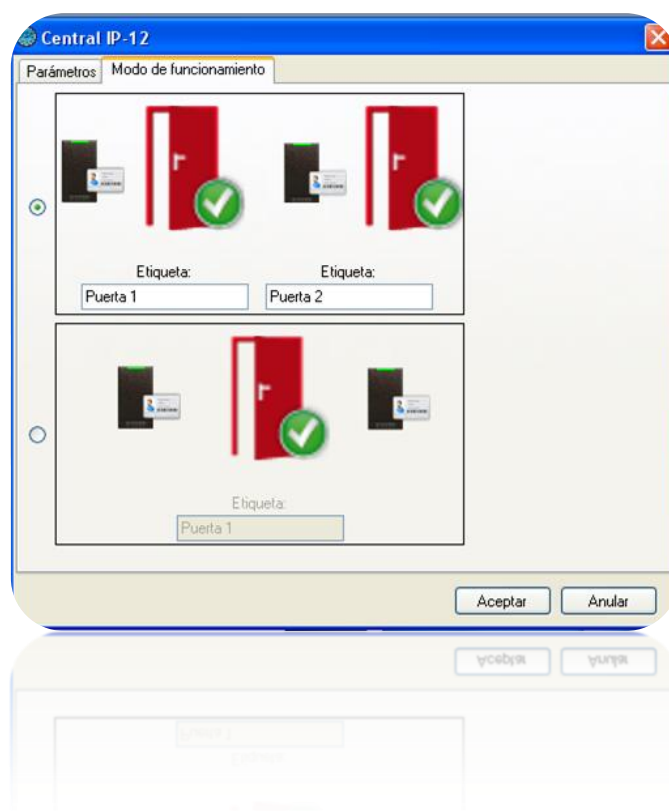 Central IP-12
Parámetros Modo de funcionamiento
Etiqueta: Etiqueta:
Puerta 1 Puerta 2
Etiqueta:
Puerta 1
Aceptar Anular